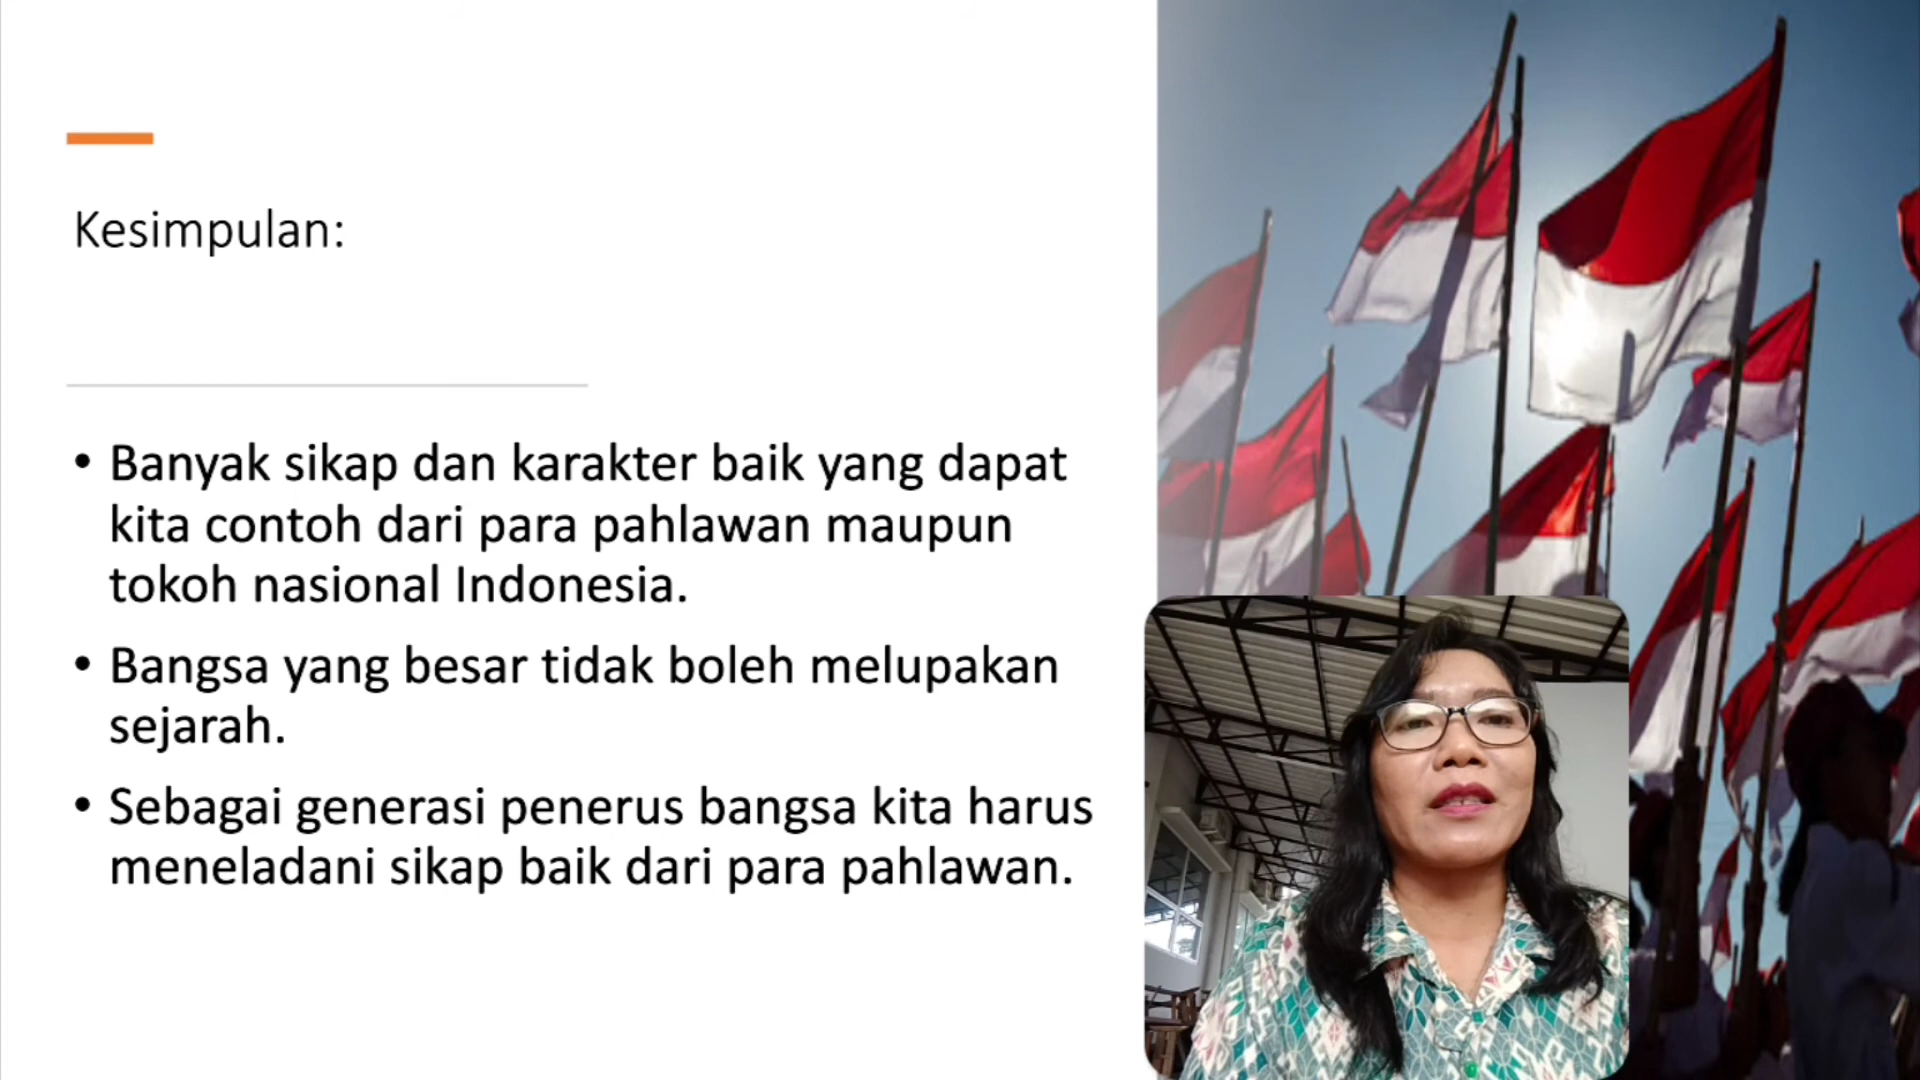 Kesimpulan:
• Banyak sikap dan karakter baik yang dapat
kita contoh dari para pahlawan maupun
tokoh nasional Indonesia.
• Bangsa yang besar tidak boleh melupakan
sejarah.
• Sebagai generasi penerus bangsa kita harus
meneladani sikap baik dari para pahlawan.